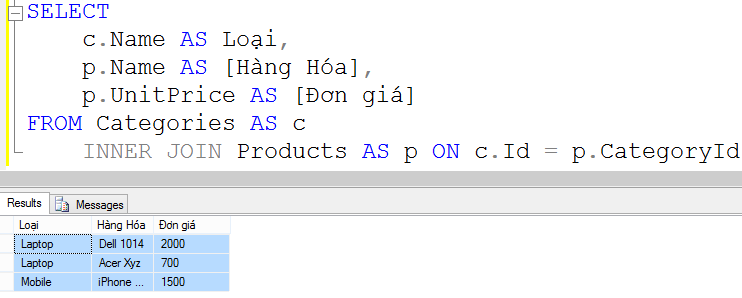 SELECT
c.Name AS Loại,
p.Name AS [Hàng Hóa],
p.UnitPrice AS [Đơn giá]
FROM Categories AS c
INNER JOIN Products AS p ON c.Id = p.CategoryId
Results Messages
Loại Hàng Hóa Đơn giá
Laptop Dell 1014 2000
Laptop Acer Xyz 700
Mobile iPhone ... 1500